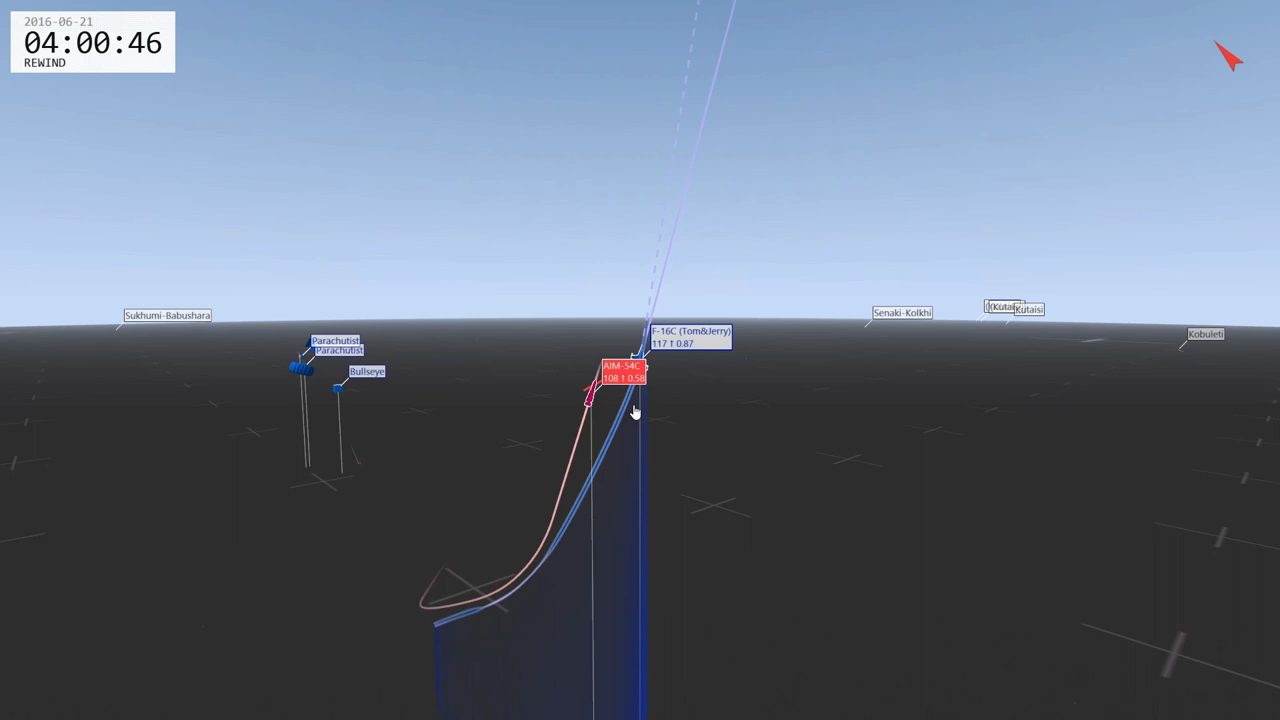 2016-06-21
04:00:46
REWIND
Sukhumi-Babushara
Senaki-Kolkhi
Kutaisi
Kobuleti
Parachutist
Parachutist
Bullseye
F-16C (Tom&Jerry)
117 ↑ 0.87
AIM-54C
108 ↑ 0.58